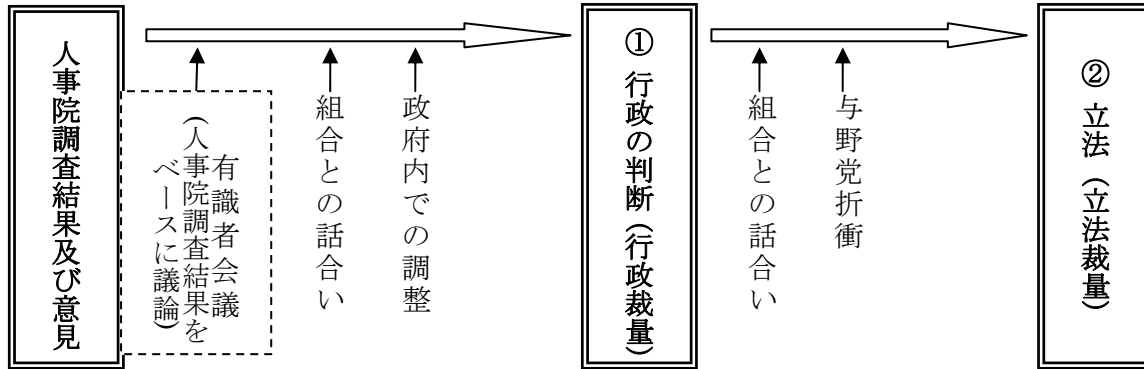 人事院調査結果及び意見
有識者会議
（人事院調査結果を
ベースに議論）
組合との話合い
政府内での調整
① 行政の判断（行政裁量）
組合との話合い
与野党折衝
② 立法（立法裁量）